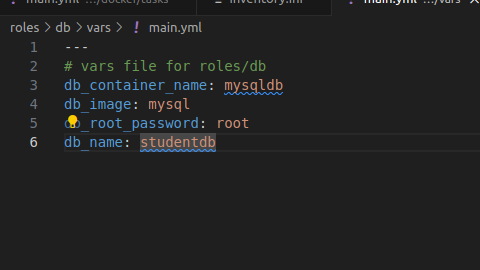 main.yml .../docker/tasks inventory.ini main.yml .../vars
roles > db > vars > ! main.yml
1 ---
2 # vars file for roles/db
3 db_container_name: mysqldb
4 db_image: mysql
5 db_root_password: root
6 db_name: studentdb